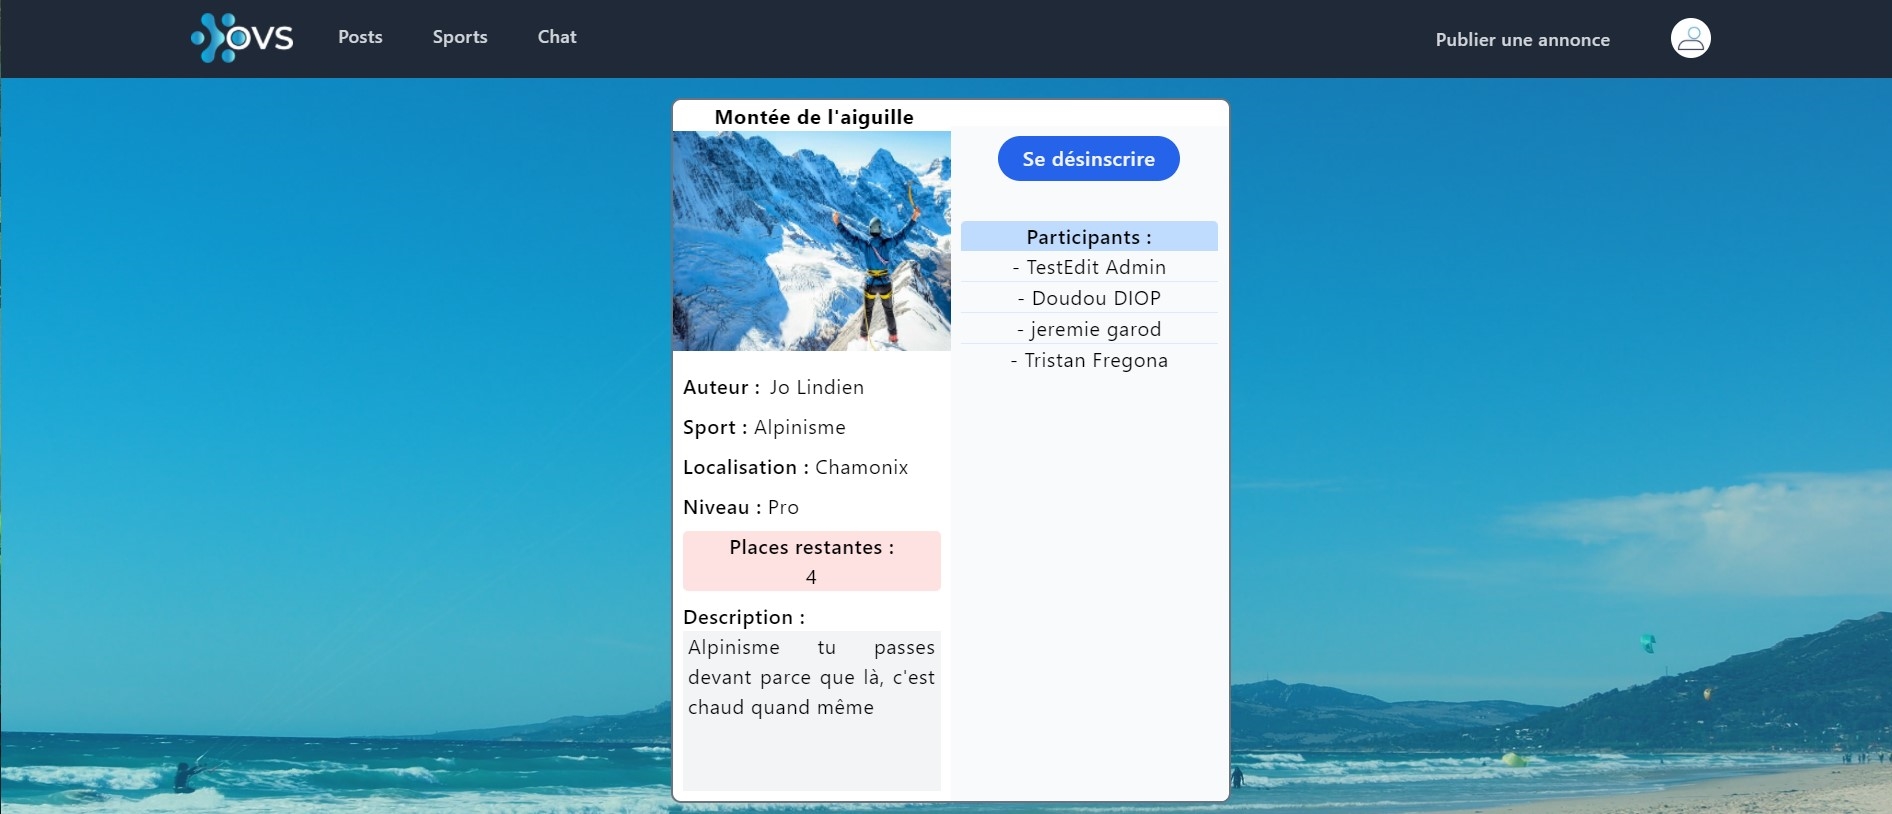 OVS
Posts
Sports
Chat
Publier une annonce
Montée de l'aiguille
Auteur : Jo Lindien
Sport : Alpinisme
Localisation : Chamonix
Niveau : Pro
Places restantes :
4
Description :
Alpinisme tu passes
devant parce que là, c'est
chaud quand même
Se désinscrire
Participants :
- TestEdit Admin
- Doudou DIOP
- jeremie garod
- Tristan Fregona